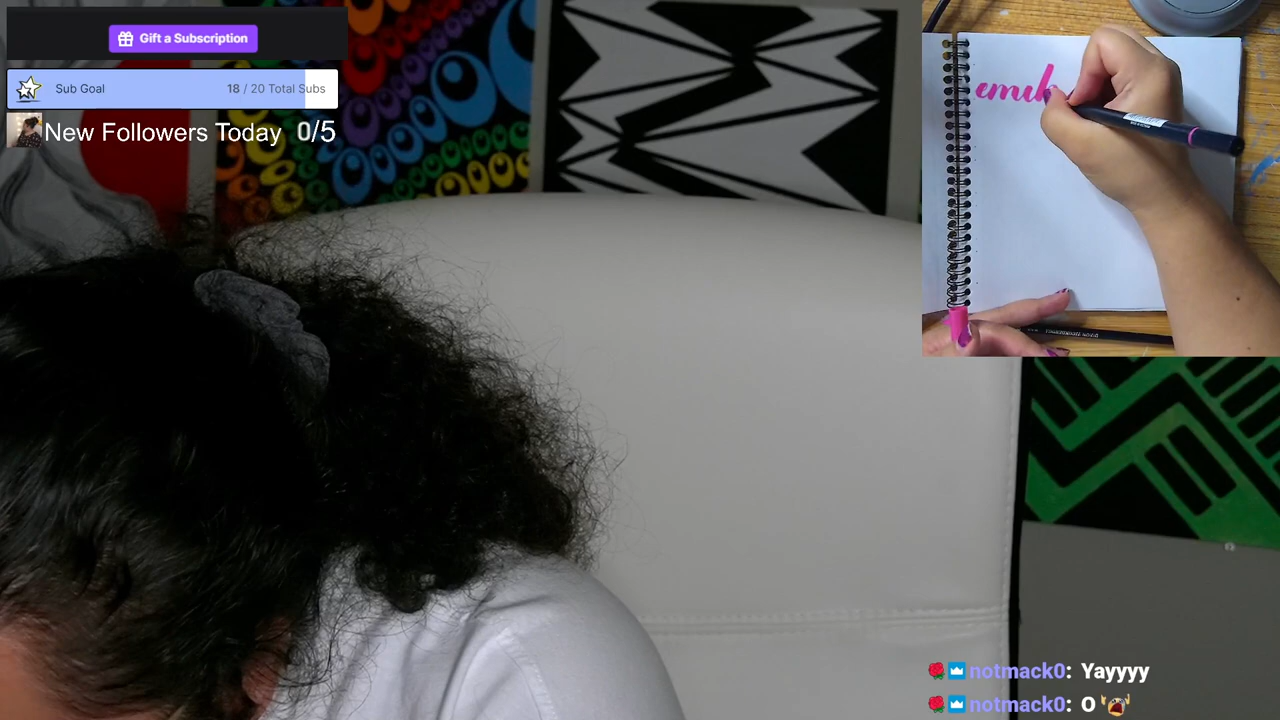 Gift a Subscription
Sub Goal 18 / 20 Total Subs
New Followers Today 0/5
notmack0: Yayyyy
notmack0: O